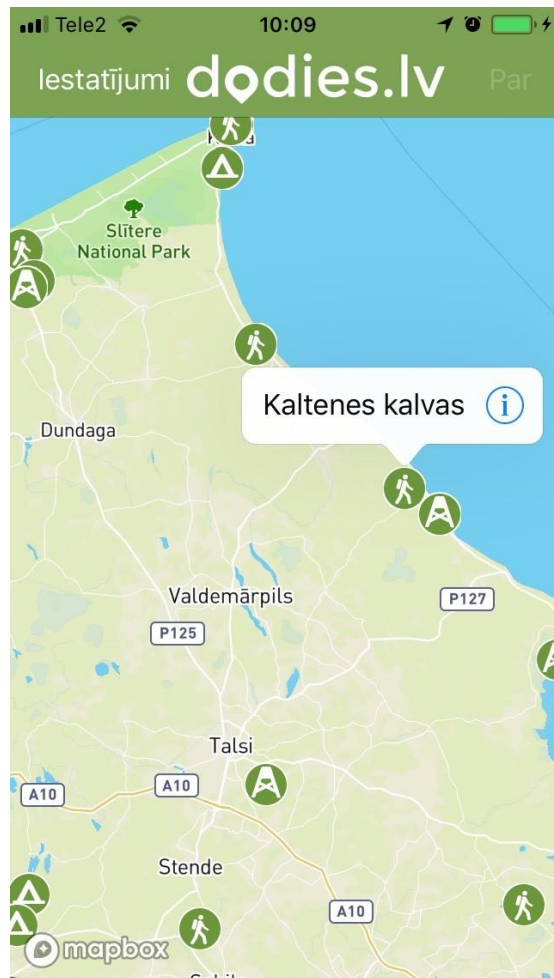 Tele2
10:09
Iestatījumi
dodies.lv
Par
Slītere
National Park
Kaltenes kalvas
i
Dundaga
Valdemārpils
P127
P125
Talsi
A10
A10
Stende
A10
mapbox